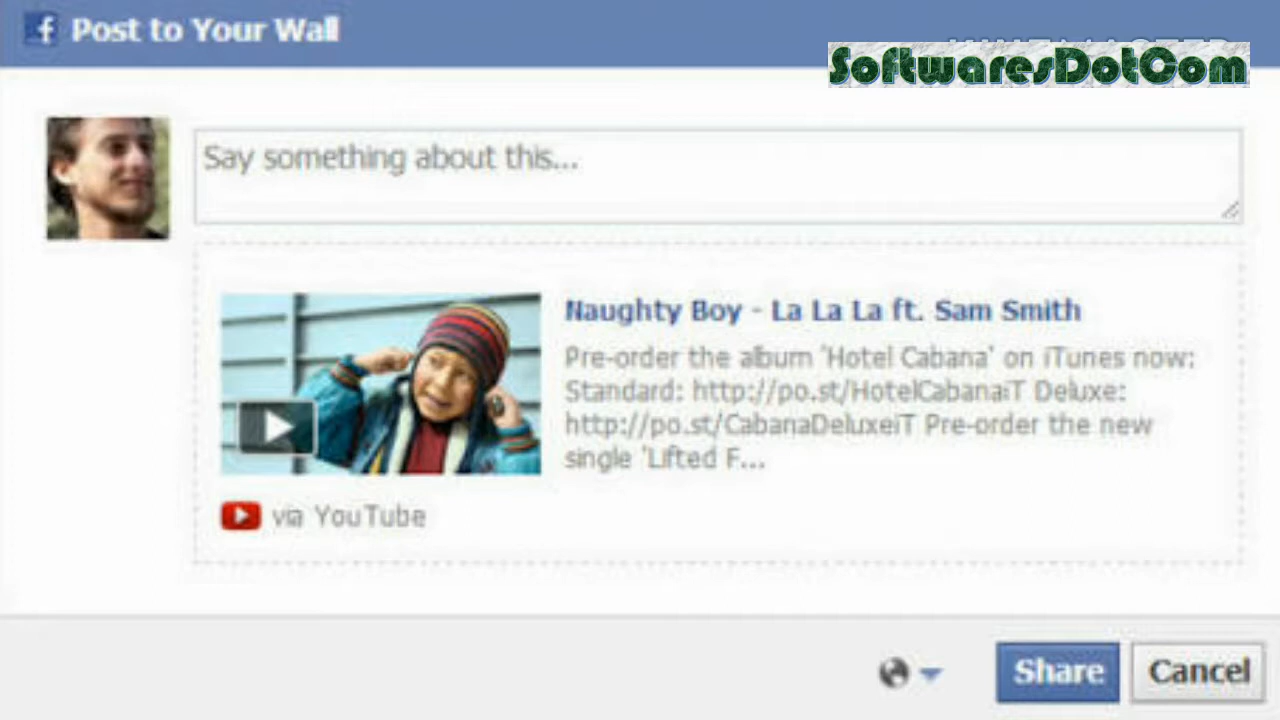 f Post to Your Wall
SoftwaresDotCom
Say something about this...
Naughty Boy - La La La ft. Sam Smith
Pre-order the album 'Hotel Cabana' on iTunes now:
Standard: http://po.st/HotelCabanaiT Deluxe:
http://po.st/CabanaDeluxeiT Pre-order the new
single 'Lifted F...
via YouTube
Share Cancel